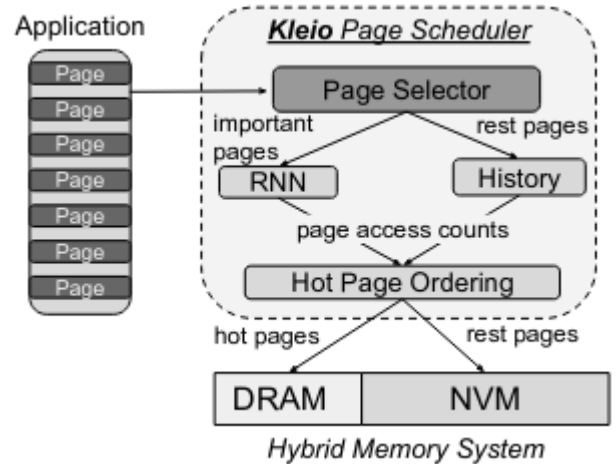 Application
Page
Page
Page
Page
Page
Page
Page
Kleio Page Scheduler
Page Selector
important
pages
rest pages
RNN
History
page access counts
Hot Page Ordering
hot pages
rest pages
DRAM
NVM
Hybrid Memory System